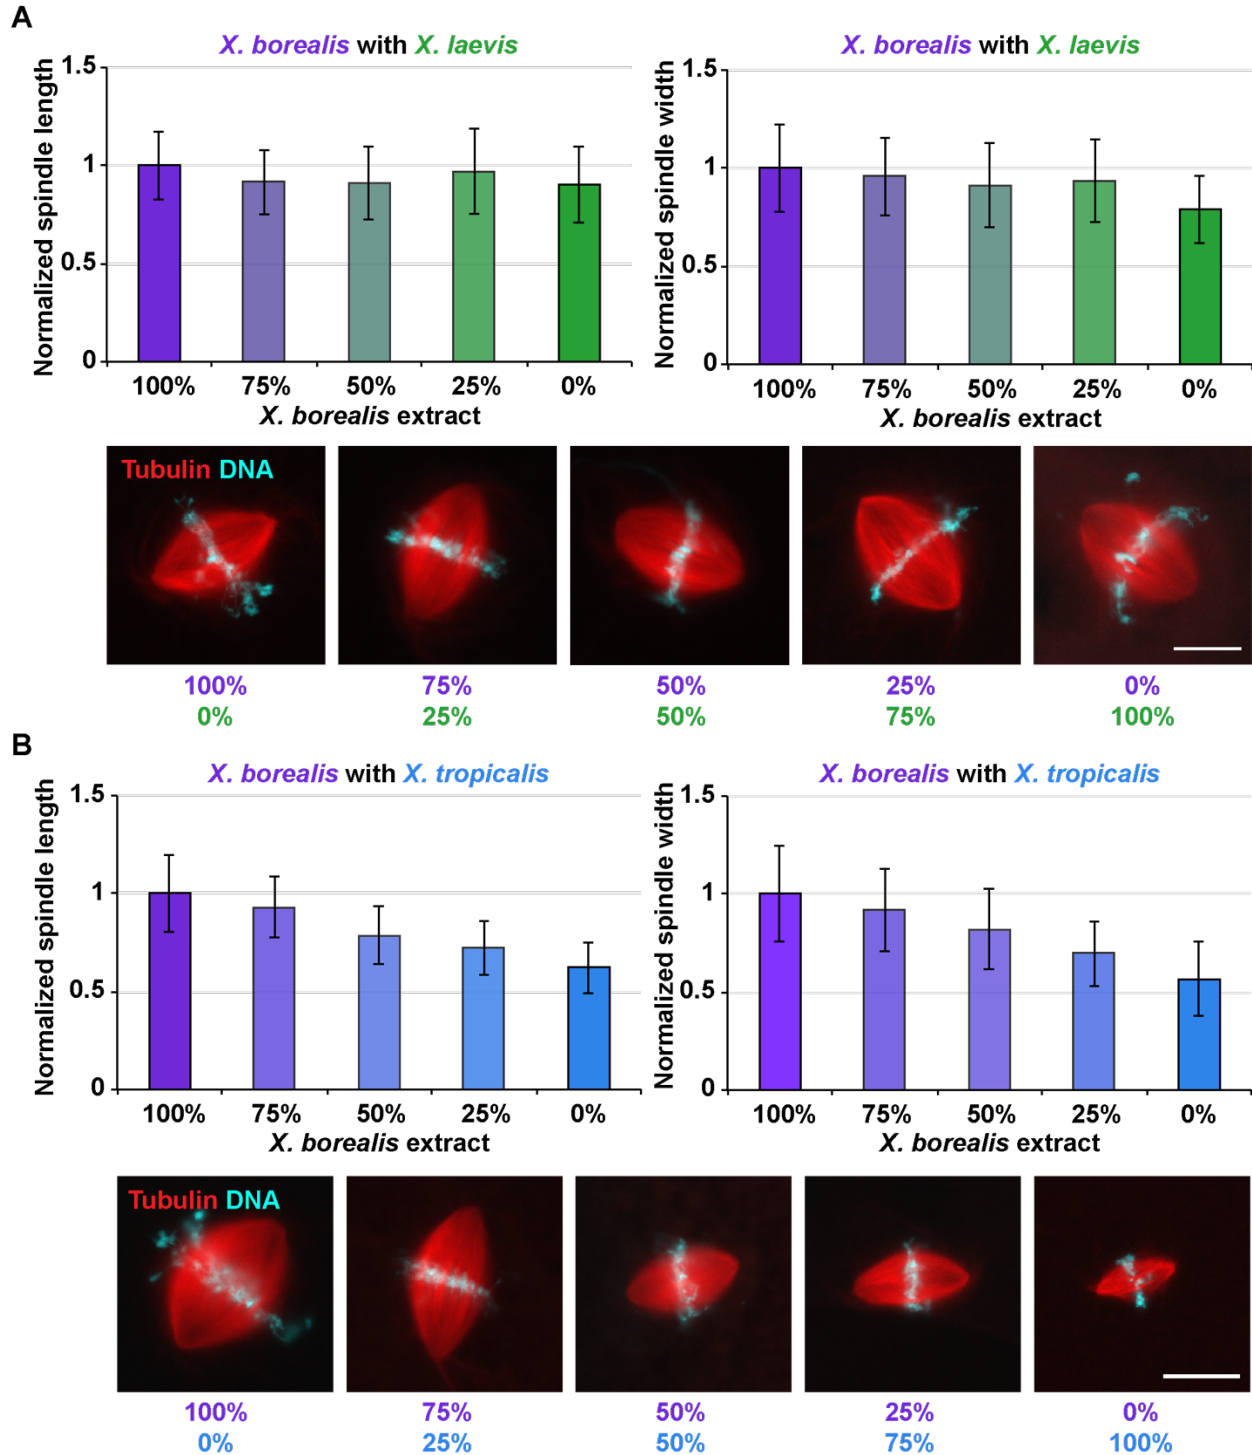 A
X. borealis with X. laevis
Normalized spindle length
1.5
1
0.5
0
100% 75% 50% 25% 0%
X. borealis extract
X. borealis with X. laevis
Normalized spindle width
1.5
1
0.5
0
100% 75% 50% 25% 0%
X. borealis extract
Tubulin DNA
100% 75% 50% 25% 0%
0% 25% 50% 75% 100%
B
X. borealis with X. tropicalis
Normalized spindle length
1.5
1
0.5
0
100% 75% 50% 25% 0%
X. borealis extract
X. borealis with X. tropicalis
Normalized spindle width
1.5
1
0.5
0
100% 75% 50% 25% 0%
X. borealis extract
Tubulin DNA
100% 75% 50% 25% 0%
0% 25% 50% 75% 100%